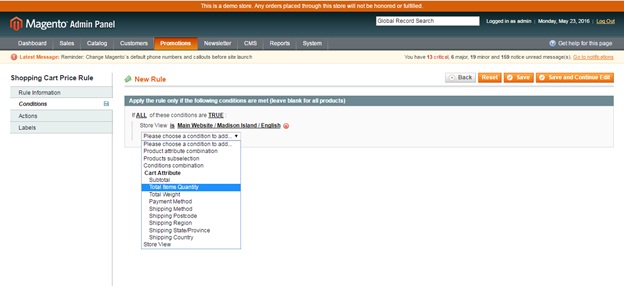 This is a demo store. Any orders placed through this store will not be honored or fulfilled.
Magento Admin Panel
Global Record Search
Logged in as admin | Monday, May 23, 2016 | Log Out
Dashboard Sales Catalog Customers Promotions Newsletter CMS Reports System
Get help for this page
Latest Message: Reminder: Change Magento's default phone numbers and callouts before site launch
You have 13 critical, 6 major, 19 minor and 169 notice unread message(s). Go to notifications
Shopping Cart Price Rule
Rule Information
Conditions
Actions
Labels
New Rule
Back Reset Save Save and Continue Edit
Apply the rule only if the following conditions are met (leave blank for all products)
If ALL of these conditions are TRUE :
Store View is Main Website / Madison Island / English
Please choose a condition to add...
Please choose a condition to add...
Product attribute combination
Products subselection
Conditions combination
Cart Attribute
Subtotal
Total Items Quantity
Total Weight
Payment Method
Shipping Method
Shipping Postcode
Shipping Region
Shipping State/Province
Shipping Country
Store View